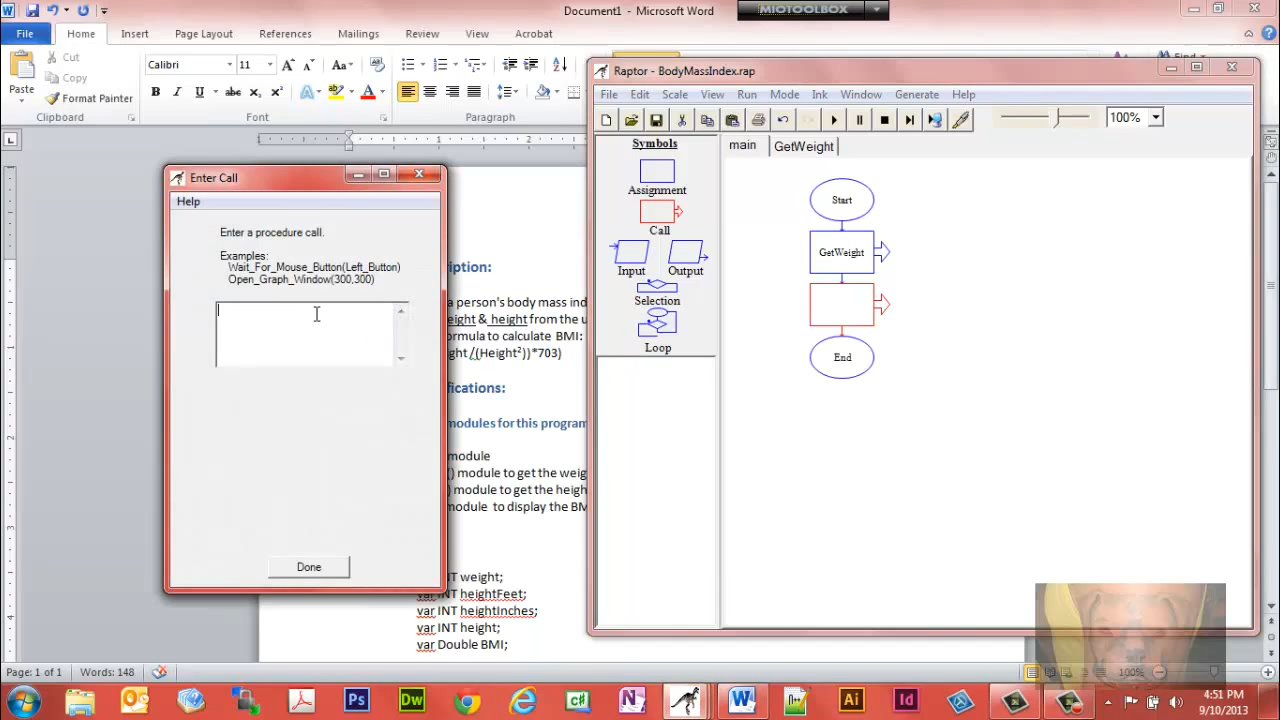 Document1 - Microsoft Word
MIOTOOLBOX
File Home Insert Page Layout References Mailings Review View Acrobat
Paste
Cut
Copy
Format Painter
Clipboard
Calibri 11
Font
Paragraph
Find
Raptor - BodyMassIndex.rap
File Edit Scale View Run Mode Ink Window Generate Help
100%
Symbols
Assignment
Call
Input Output
Selection
Loop
main GetWeight
Start
GetWeight
End
Enter Call
Help
Enter a procedure call.
Examples:
Wait_For_Mouse_Button(Left_Button)
Open_Graph_Window(300,300)
Done
ription:
a person's body mass ind
eight & height from the u
ormula to calculate BMI:
ght /(Height²))*703)
ifications:
modules for this program
module
() module to get the weig
) module to get the heigh
module to display the BM
NT weight;
var INT heightFeet;
var INT heightInches;
var INT height;
var Double BMI;
Page: 1 of 1 Words: 148
100%
4:51 PM
9/10/2013